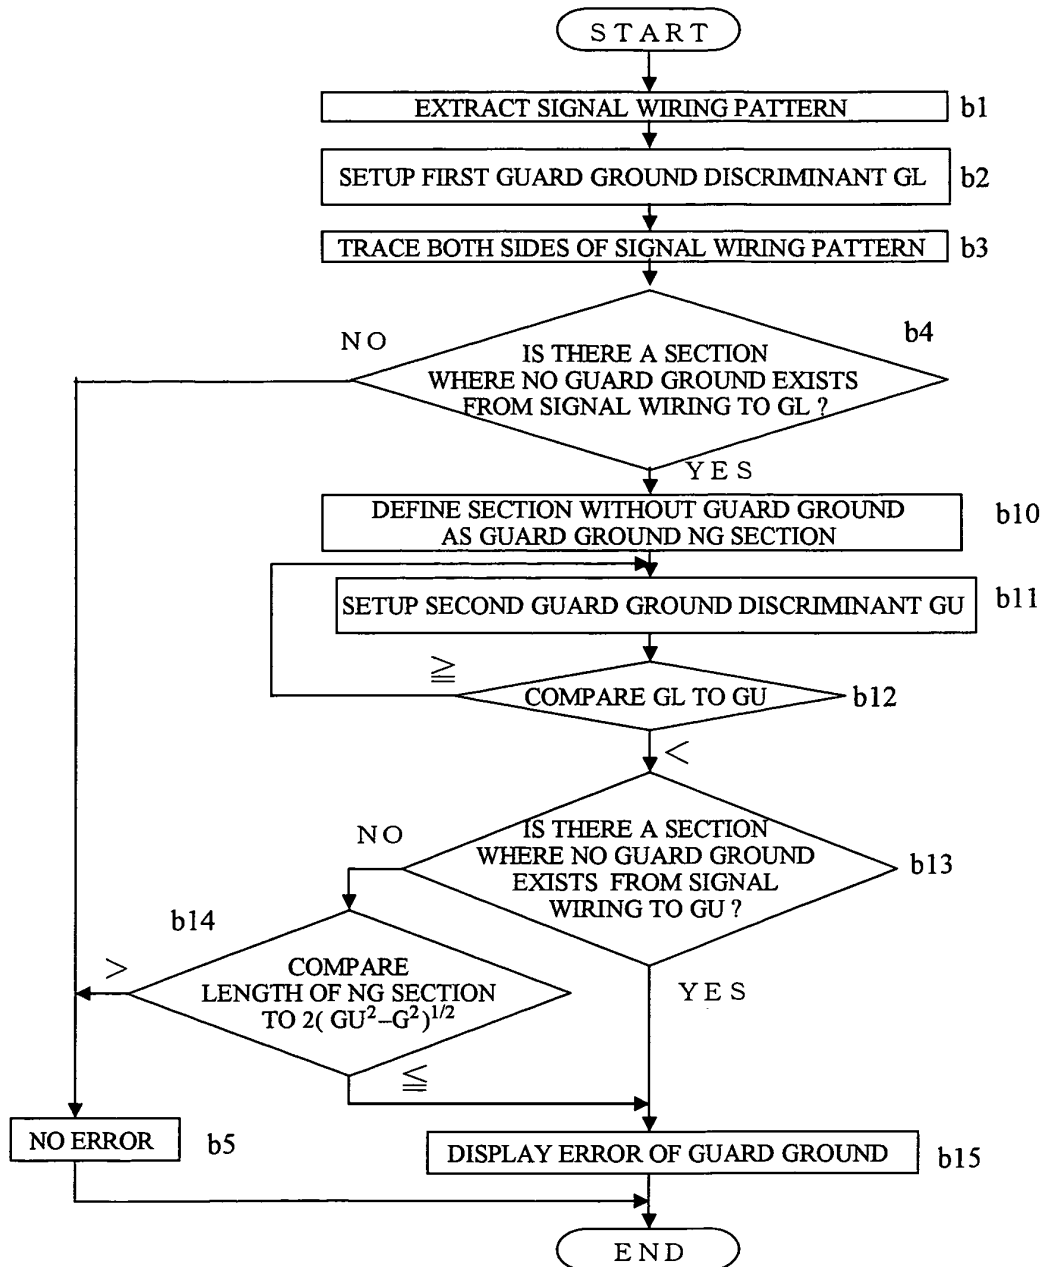 START
EXTRACT SIGNAL WIRING PATTERN
b1
SETUP FIRST GUARD GROUND DISCRIMINANT GL
b2
TRACE BOTH SIDES OF SIGNAL WIRING PATTERN
b3
NO
b4
IS THERE A SECTION
WHERE NO GUARD GROUND EXISTS
FROM SIGNAL WIRING TO GL ?
YES
DEFINE SECTION WITHOUT GUARD GROUND
AS GUARD GROUND NG SECTION
b10
SETUP SECOND GUARD GROUND DISCRIMINANT GU
b11
≧
COMPARE GL TO GU
b12
<
NO
IS THERE A SECTION
WHERE NO GUARD GROUND
EXISTS FROM SIGNAL
WIRING TO GU ?
b13
b14
>
COMPARE
LENGTH OF NG SECTION
TO 2( GU²–G²)^1/2
YES
≦
NO ERROR
b5
DISPLAY ERROR OF GUARD GROUND
b15
END